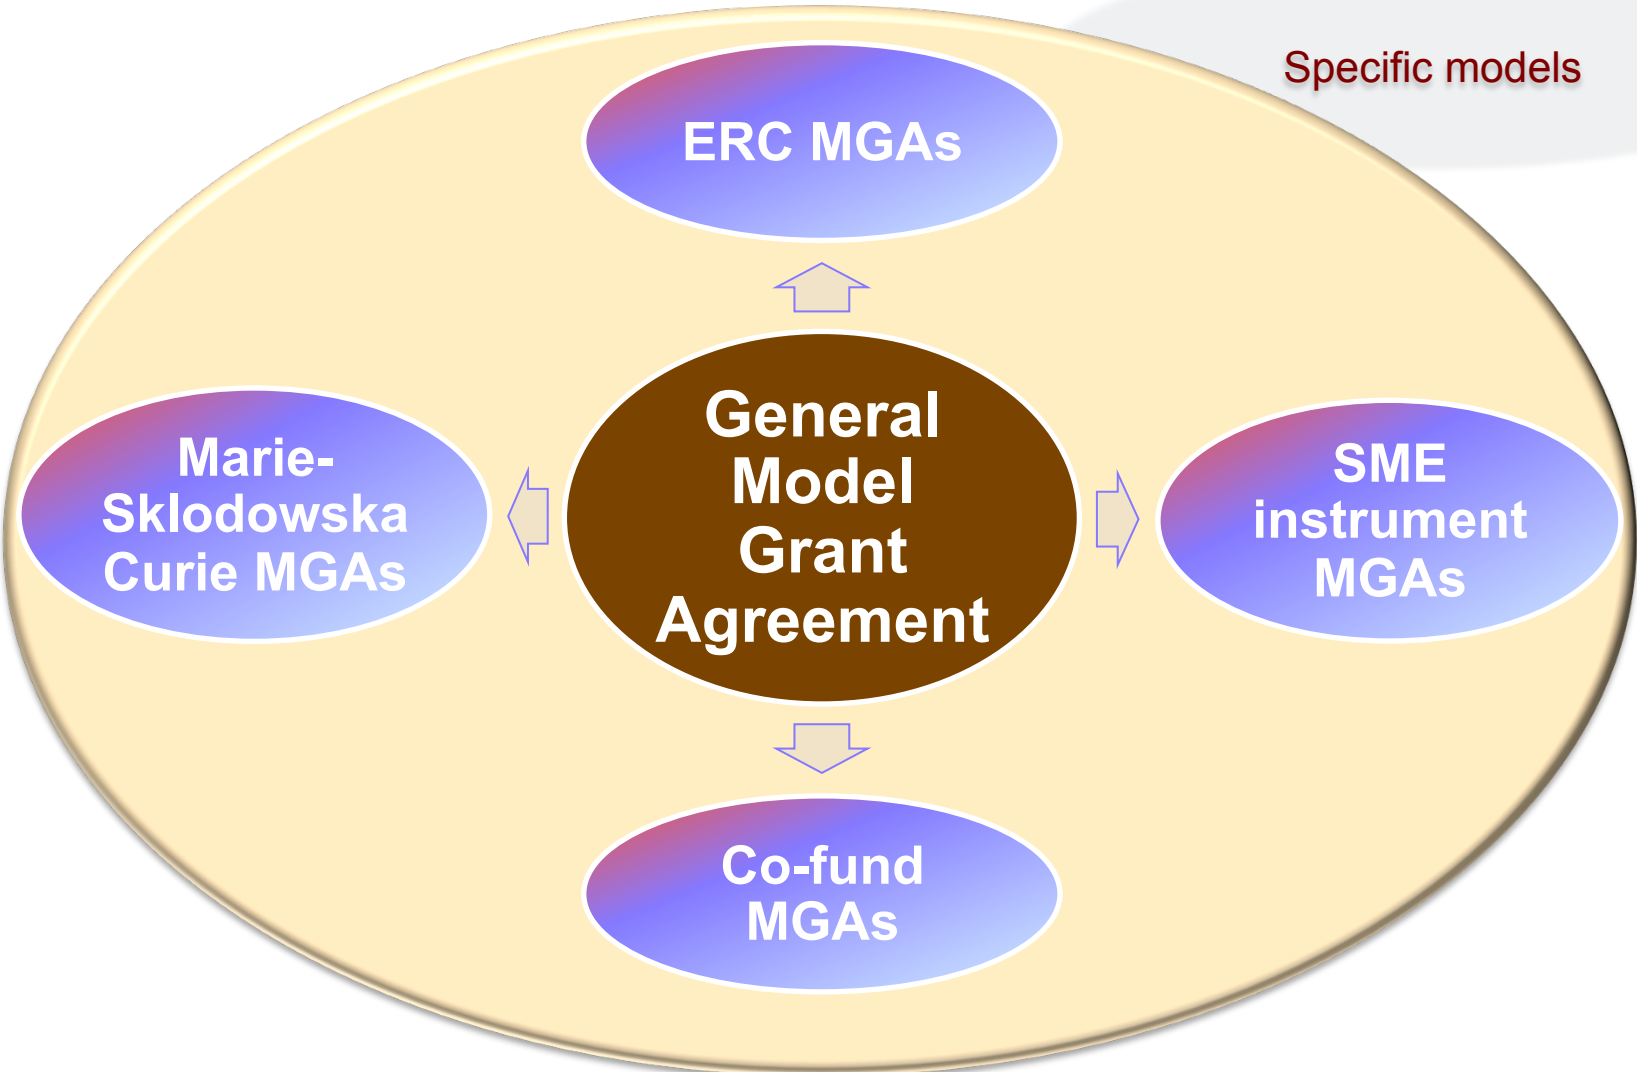 Specific models
ERC MGAs
Marie-
Sklodowska
Curie MGAs
General
Model
Grant
Agreement
SME
instrument
MGAs
Co-fund
MGAs